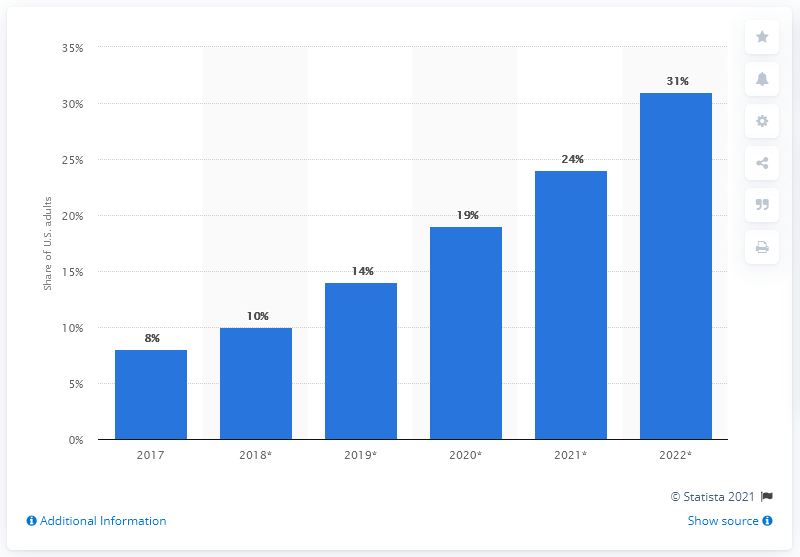 35%
30%
25%
20%
15%
10%
5%
0%
Share of U.S. adults
8%
10%
14%
19%
24%
31%
2017 2018* 2019* 2020* 2021* 2022*
© Statista 2021
Additional Information
Show source